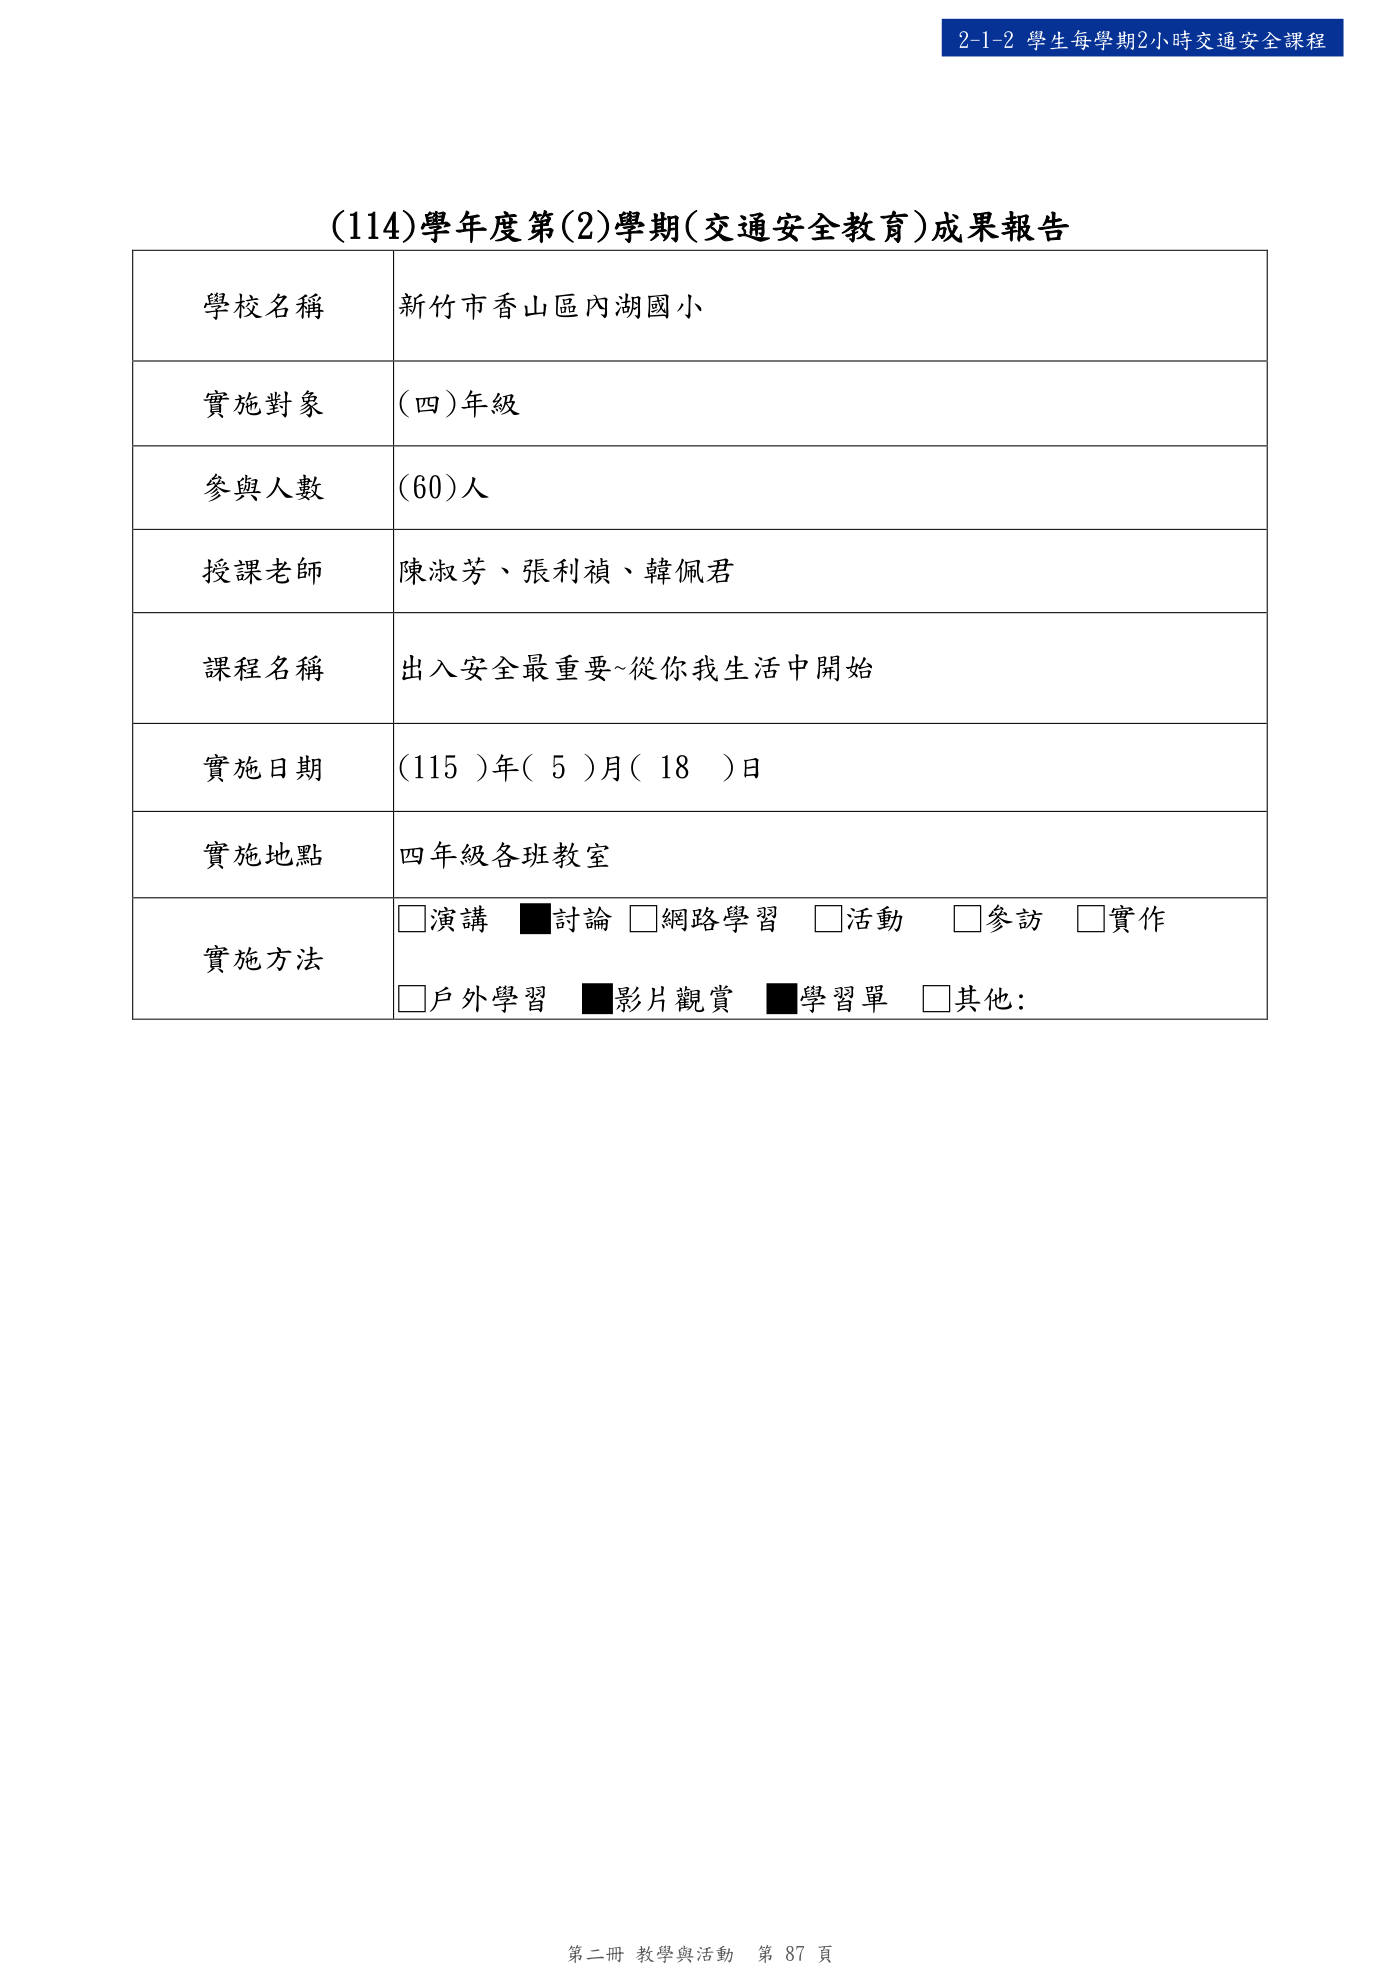 2-1-2 學生每學期2小時交通安全課程
(114)學年度第(2)學期(交通安全教育)成果報告
學校名稱 新竹市香山區內湖國小
實施對象 (四)年級
參與人數 (60)人
授課老師 陳淑芳、張利禎、韓佩君
課程名稱 出入安全最重要~從你我生活中開始
實施日期 (115 )年( 5 )月( 18 )日
實施地點 四年級各班教室
實施方法 □演講 ■討論 □網路學習 □活動 □參訪 □實作
□戶外學習 ■影片觀賞 ■學習單 □其他:
第二冊 教學與活動 第 87 頁